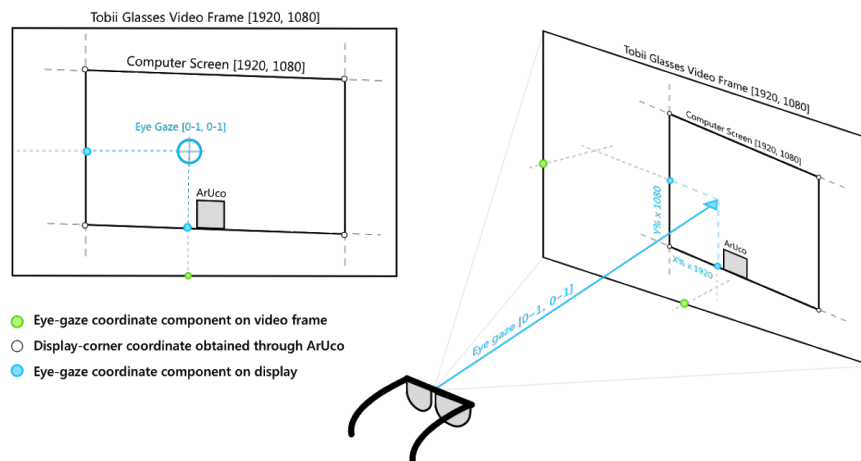 Tobii Glasses Video Frame [1920, 1080]
Computer Screen [1920, 1080]
Eye Gaze [0-1, 0-1]
ArUco
Eye-gaze coordinate component on video frame
Display-corner coordinate obtained through ArUco
Eye-gaze coordinate component on display
Tobii Glasses Video Frame [1920, 1080]
Computer Screen [1920, 1080]
Y% x 1080
ArUco
X% x 1920
Eye gaze [0-1, 0-1]